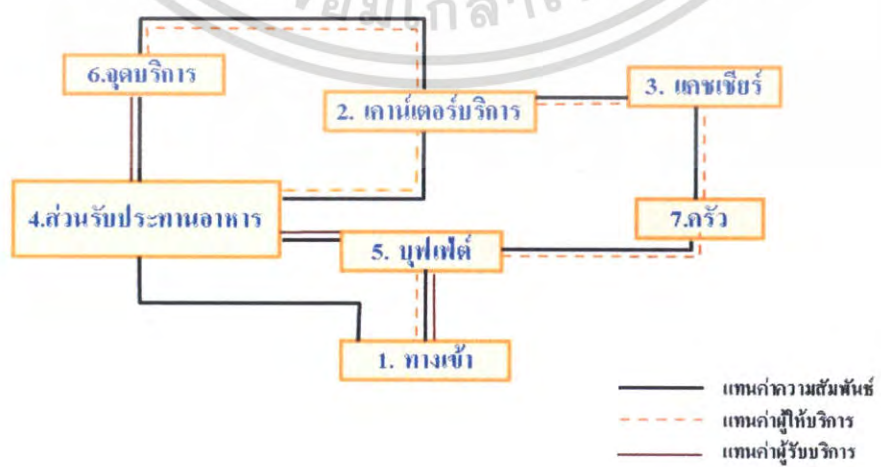 6.จุดบริการ
3. แคชเชียร์
2. เคาน์เตอร์บริการ
4.ส่วนรับประทานอาหาร
7.ครัว
5. บุฟเฟ่ต์
1. ทางเข้า
แทนค่าความสัมพันธ์
แทนค่าผู้ให้บริการ
แทนค่าผู้รับบริการ